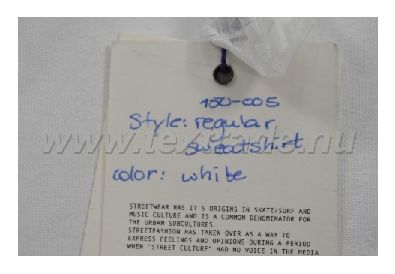 150-005
Style: regular
sweatshirt
color: white
www.textrade.nu
STREETWEAR HAS IT'S ORIGINS IN SKATE/SURF AND
MUSIC CULTURE AND IS A COMMON DENOMINATOR FOR
THE URBAN SUBCULTURES
STREETFASHION HAS TAKEN OVER AS A WAY TO
EXPRESS FEELINGS AND OPINIONS DURING A PERIOD
WHEN "STREET CULTURE" HAD NO VOICE IN THE MEDIA